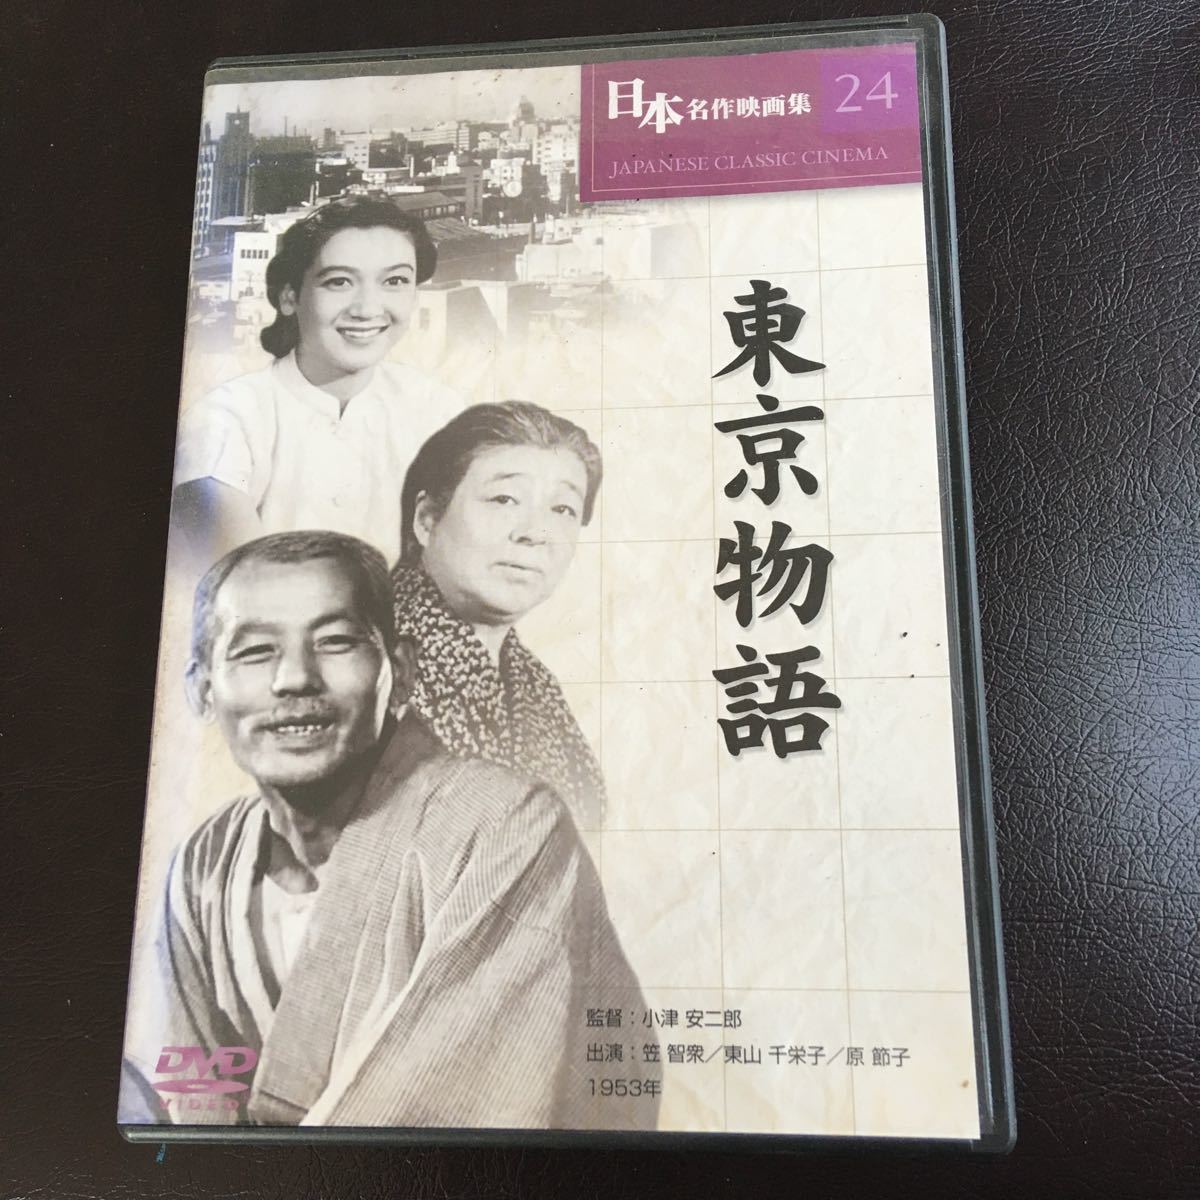 日本名作映画集 24
JAPANESE CLASSIC CINEMA
東京物語
監督：小津 安二郎
出演：笠 智衆／東山 千栄子／原 節子
1953年
DVD
VIDEO